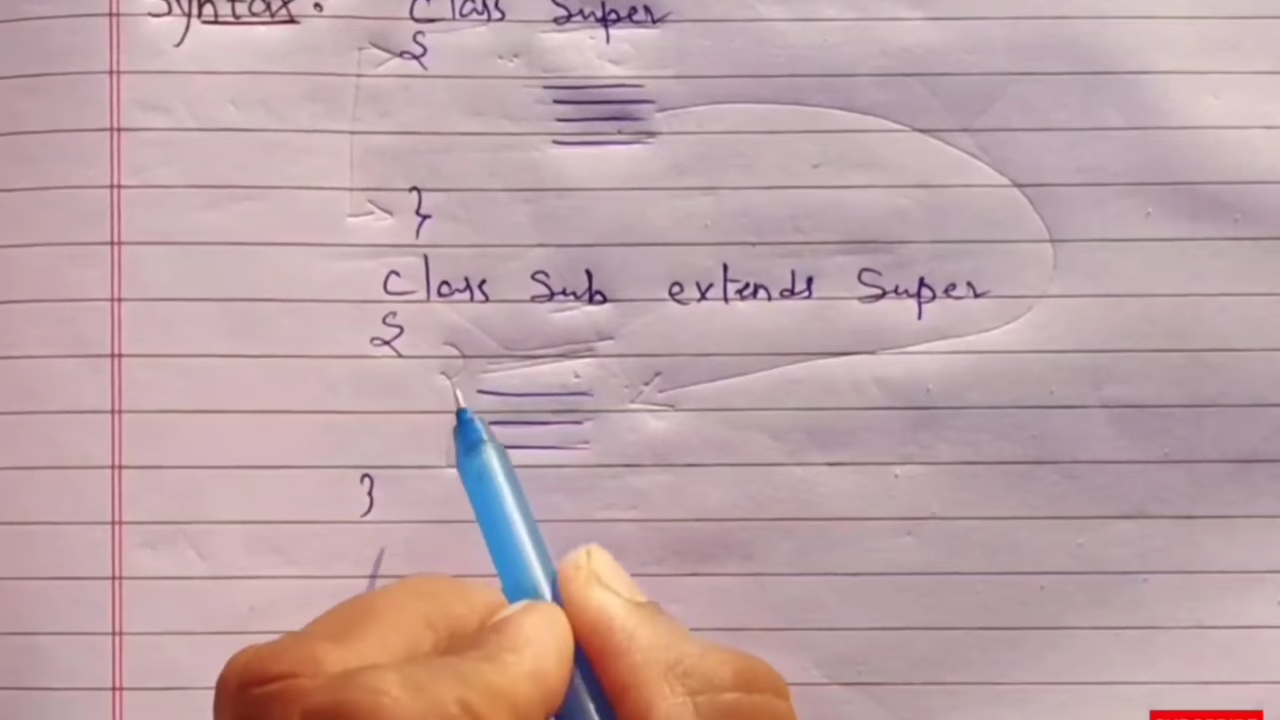 Syntax: Class Super
{
}
Class Sub extends Super
{
}